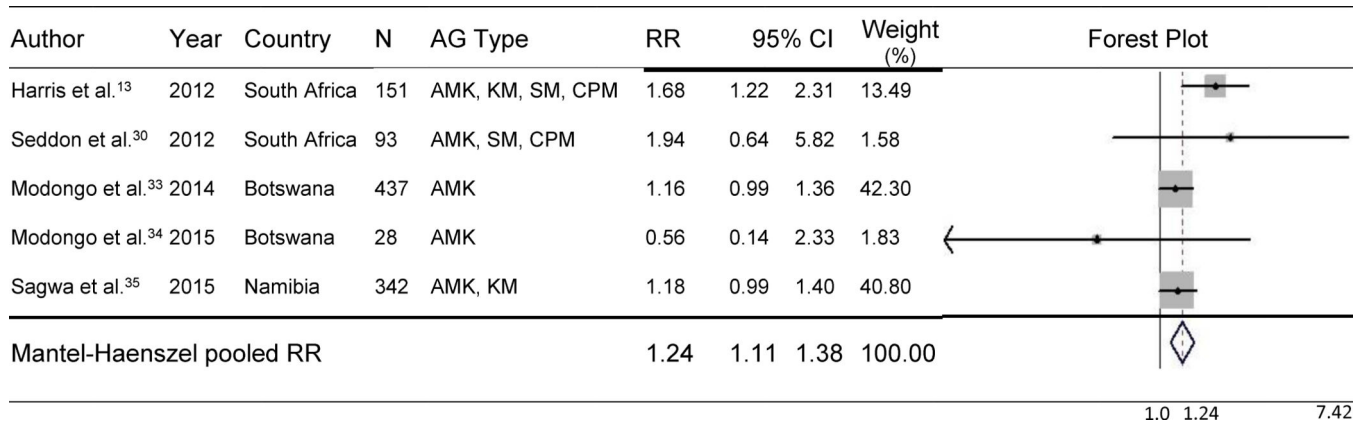 Author Year Country N AG Type RR 95% CI Weight (%) Forest Plot
Harris et al.¹³ 2012 South Africa 151 AMK, KM, SM, CPM 1.68 1.22 2.31 13.49
Seddon et al.³⁰ 2012 South Africa 93 AMK, SM, CPM 1.94 0.64 5.82 1.58
Modongo et al.³³ 2014 Botswana 437 AMK 1.16 0.99 1.36 42.30
Modongo et al.³⁴ 2015 Botswana 28 AMK 0.56 0.14 2.33 1.83
Sagwa et al.³⁵ 2015 Namibia 342 AMK, KM 1.18 0.99 1.40 40.80
Mantel-Haenszel pooled RR 1.24 1.11 1.38 100.00
1.0 1.24 7.42